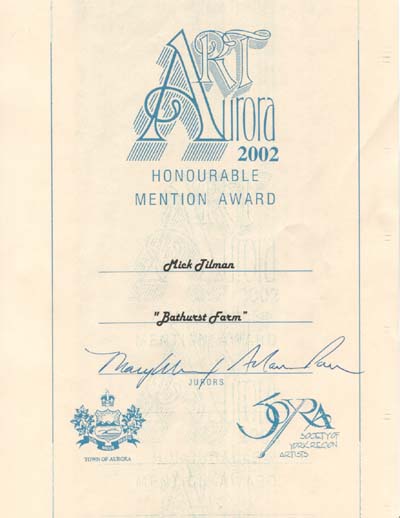 ART
Aurora
2002
HONOURABLE
MENTION AWARD
Mick Tilman
"Bathurst Farm"
JURORS
TOWN OF AURORA
SOYRA
SOCIETY OF
YORK REGION
ARTISTS